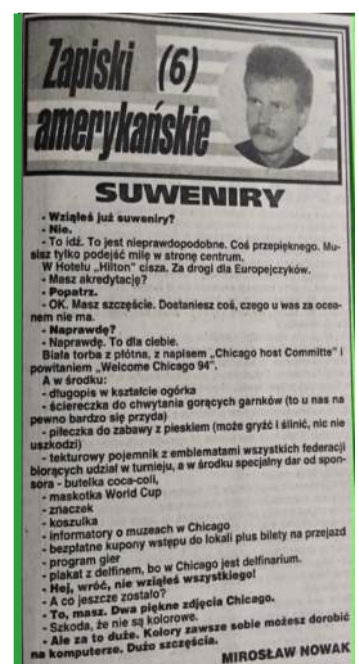 Zapiski (6)
amerykańskie
SUWENIRY
- Wziąłeś już suweniry?
- Nie.
- To idź. To jest nieprawdopodobne. Coś przepięknego. Mu-
sisz tylko podejść milę w stronę centrum.
W Hotelu „Hilton” cisza. Za drogi dla Europejczyków.
- Masz akredytację?
- Popatrz.
- OK. Masz szczęście. Dostaniesz coś, czego u was za ocea-
nem nie ma.
- Naprawdę?
- Naprawdę. To dla ciebie.
Biała torba z płótna, z napisem „Chicago host Committe” i
powitaniem „Welcome Chicago 94”.
A w środku:
- długopis w kształcie ogórka
- ściereczka do chwytania gorących garnków (to u nas na
pewno bardzo się przyda)
- piłeczka do zabawy z pieskiem (może gryźć i ślinić, nic nie
uszkodzi)
- tekturowy pojemnik z emblematami wszystkich federacji
biorących udział w turnieju, a w środku specjalny dar od spon-
sora - butelka coca-coli,
- maskotka World Cup
- znaczek
- koszulka
- informatory o muzeach w Chicago
- bezpłatne kupony wstępu do lokali plus bilety na przejazd
- program gier
- plakat z delfinem, bo w Chicago jest delfinarium.
- Hej, wróć, nie wziąłeś wszystkiego!
- A co jeszcze zostało?
- To, masz. Dwa piękne zdjęcia Chicago.
- Szkoda, że nie są kolorowe.
- Ale za to duże. Kolory zawsze sobie możesz dorobić
na komputerze. Dużo szczęścia.
MIROSŁAW NOWAK